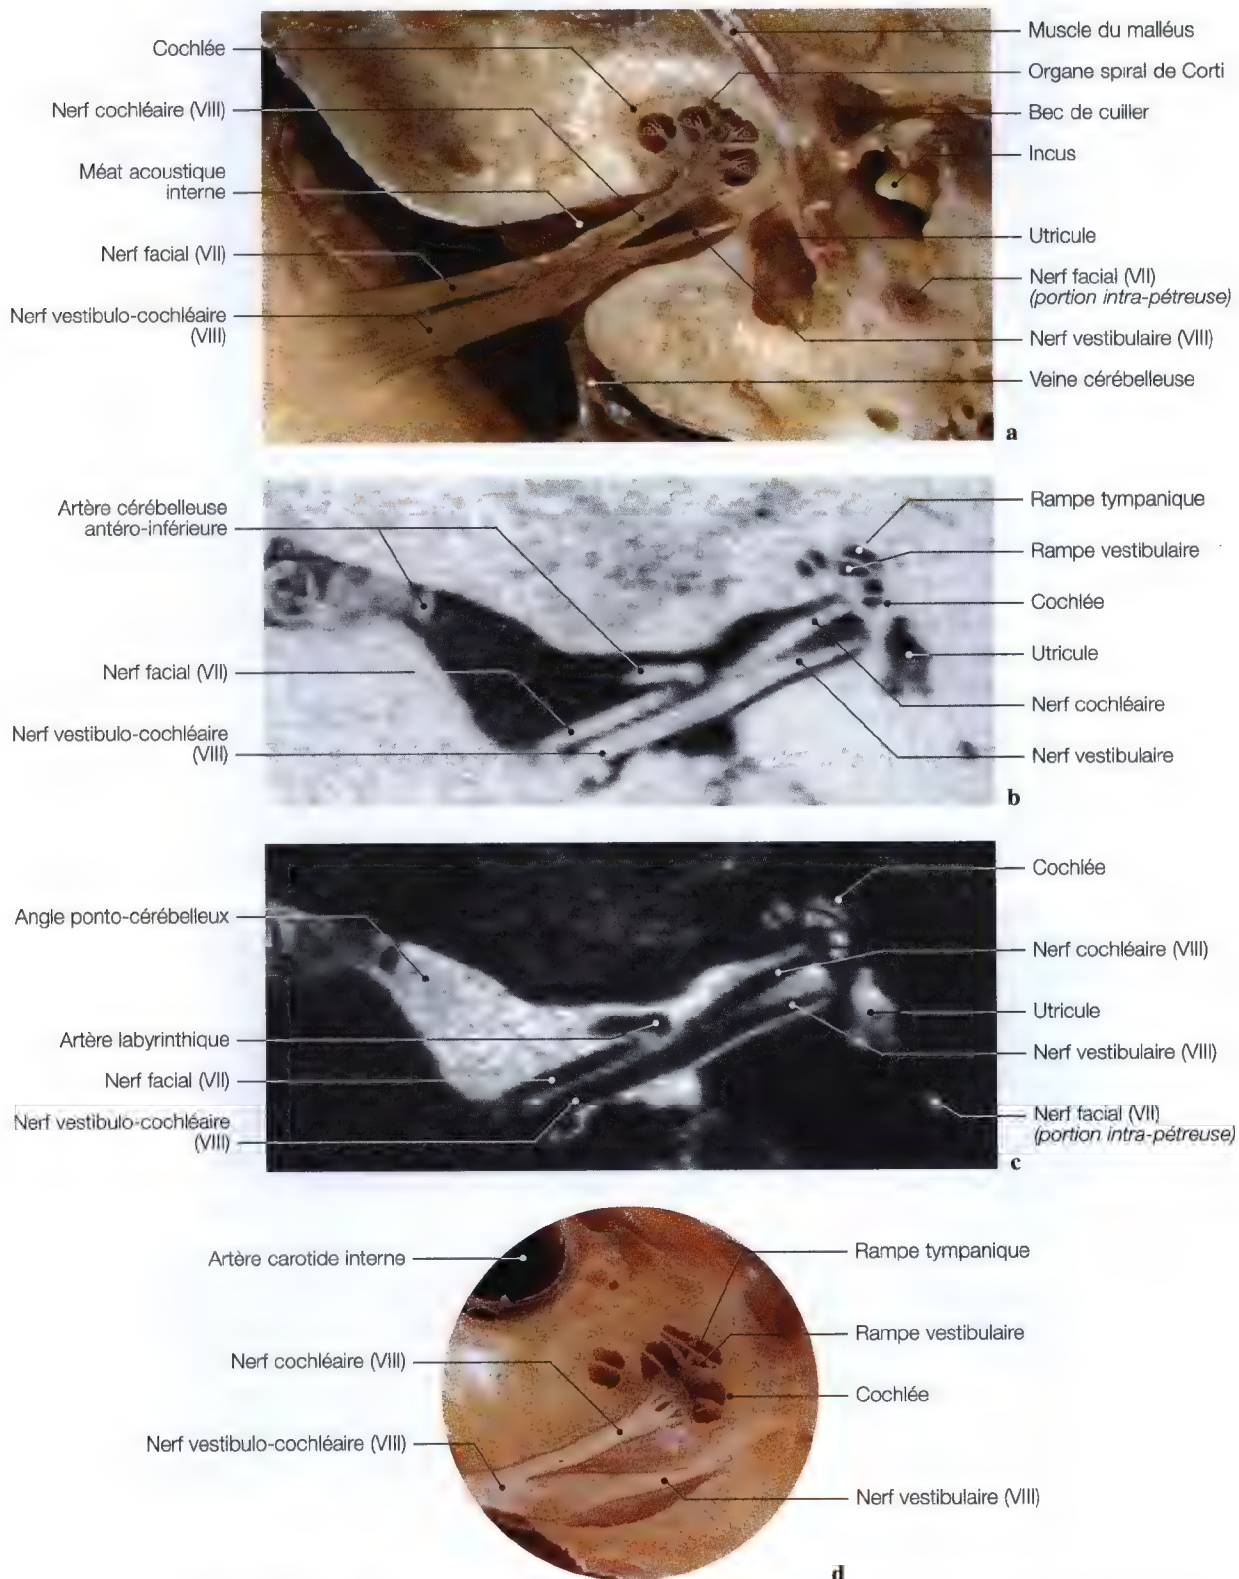 Cochlée
Nerf cochléaire (VIII)
Méat acoustique
interne
Nerf facial (VII)
Nerf vestibulo-cochléaire
(VIII)
Muscle du malléus
Organe spiral de Corti
Bec de cuiller
Incus
Utricule
Nerf facial (VII)
(portion intra-pétreuse)
Nerf vestibulaire (VIII)
Veine cérébelleuse
a
Artère cérébelleuse
antéro-inférieure
Nerf facial (VII)
Nerf vestibulo-cochléaire
(VIII)
Rampe tympanique
Rampe vestibulaire
Cochlée
Utricule
Nerf cochléaire
Nerf vestibulaire
b
Angle ponto-cérébelleux
Artère labyrinthique
Nerf facial (VII)
Nerf vestibulo-cochléaire
(VIII)
Cochlée
Nerf cochléaire (VIII)
Utricule
Nerf vestibulaire (VIII)
Nerf facial (VII)
(portion intra-pétreuse)
c
Artère carotide interne
Nerf cochléaire (VIII)
Nerf vestibulo-cochléaire (VIII)
Rampe tympanique
Rampe vestibulaire
Cochlée
Nerf vestibulaire (VIII)
d